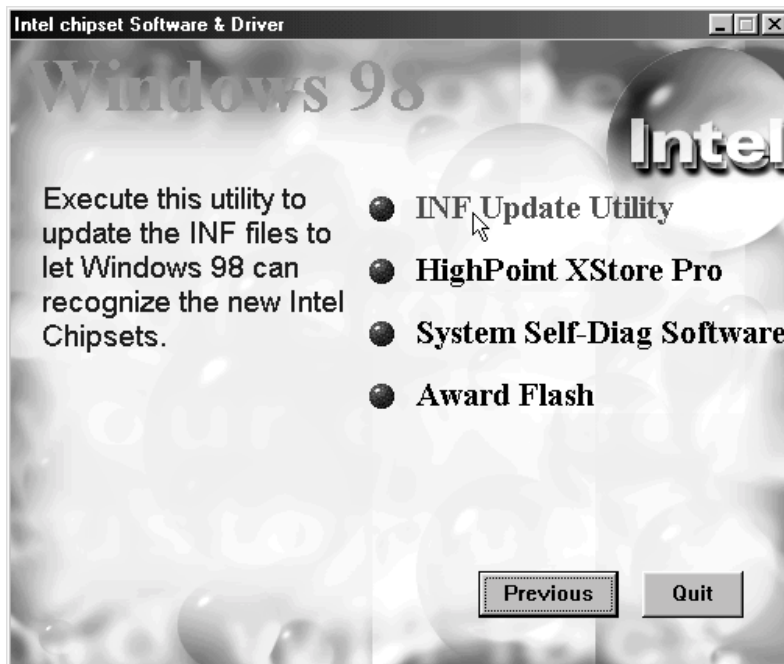 Intel chipset Software & Driver
Windows 98
Intel
Execute this utility to
update the INF files to
let Windows 98 can
recognize the new Intel
Chipsets.
INF Update Utility
HighPoint XStore Pro
System Self-Diag Software
Award Flash
Previous
Quit